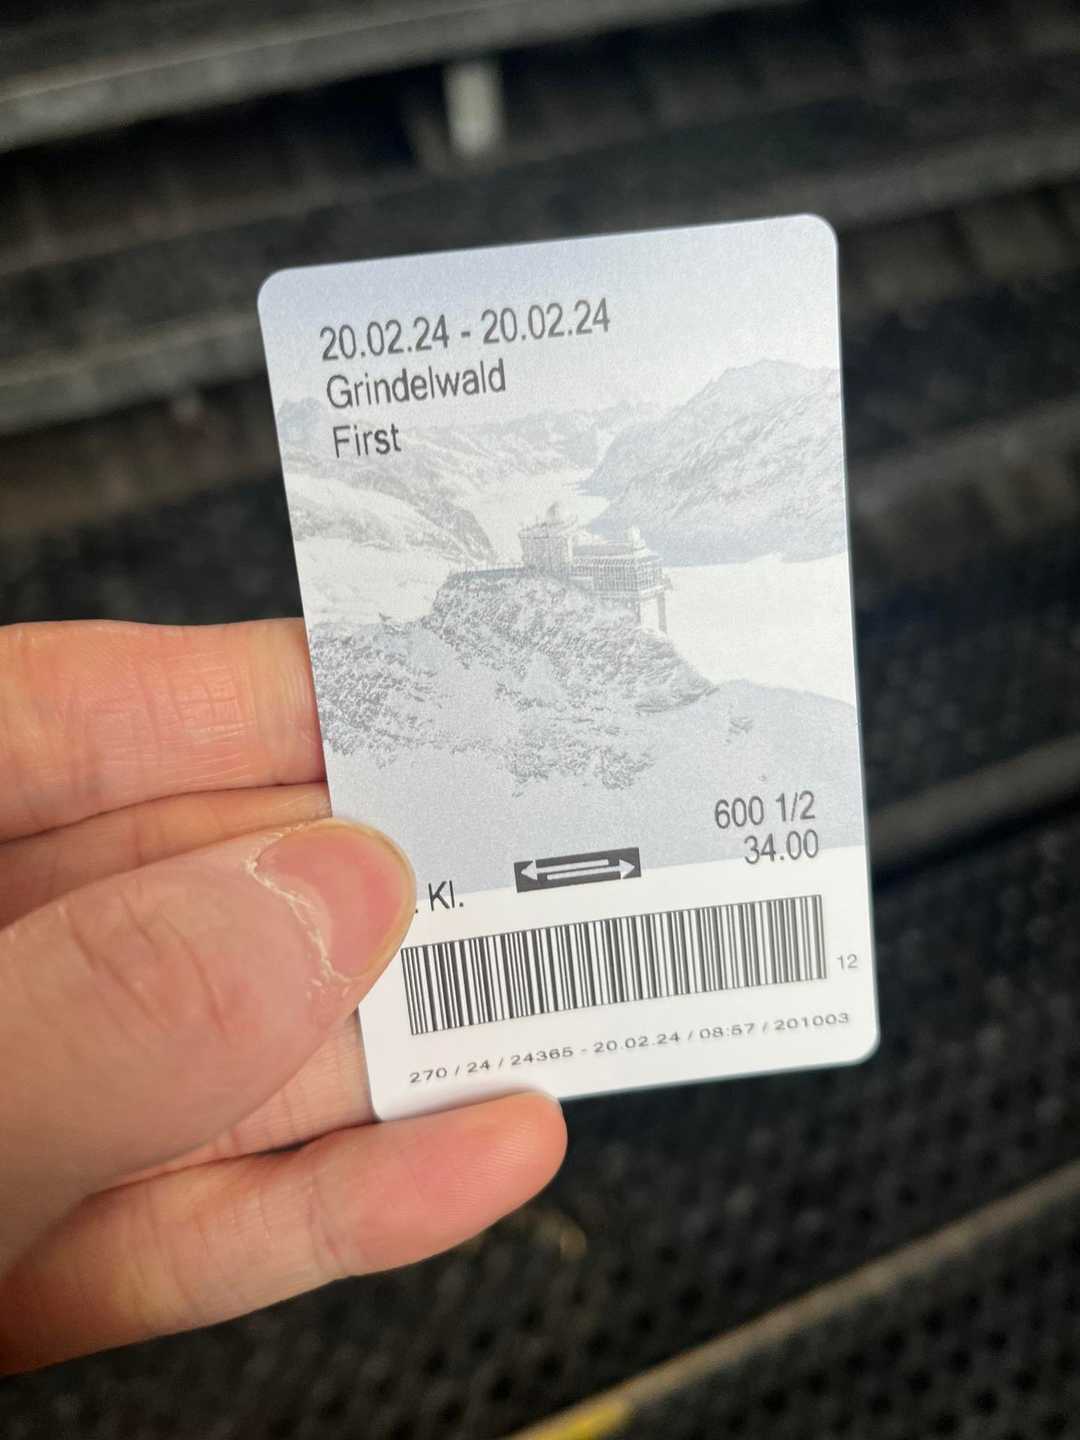 20.02.24 - 20.02.24
Grindelwald
First
600 1/2
34.00
. Kl.
12
270 / 24 / 24365 - 20.02.24 / 08:57 / 201003